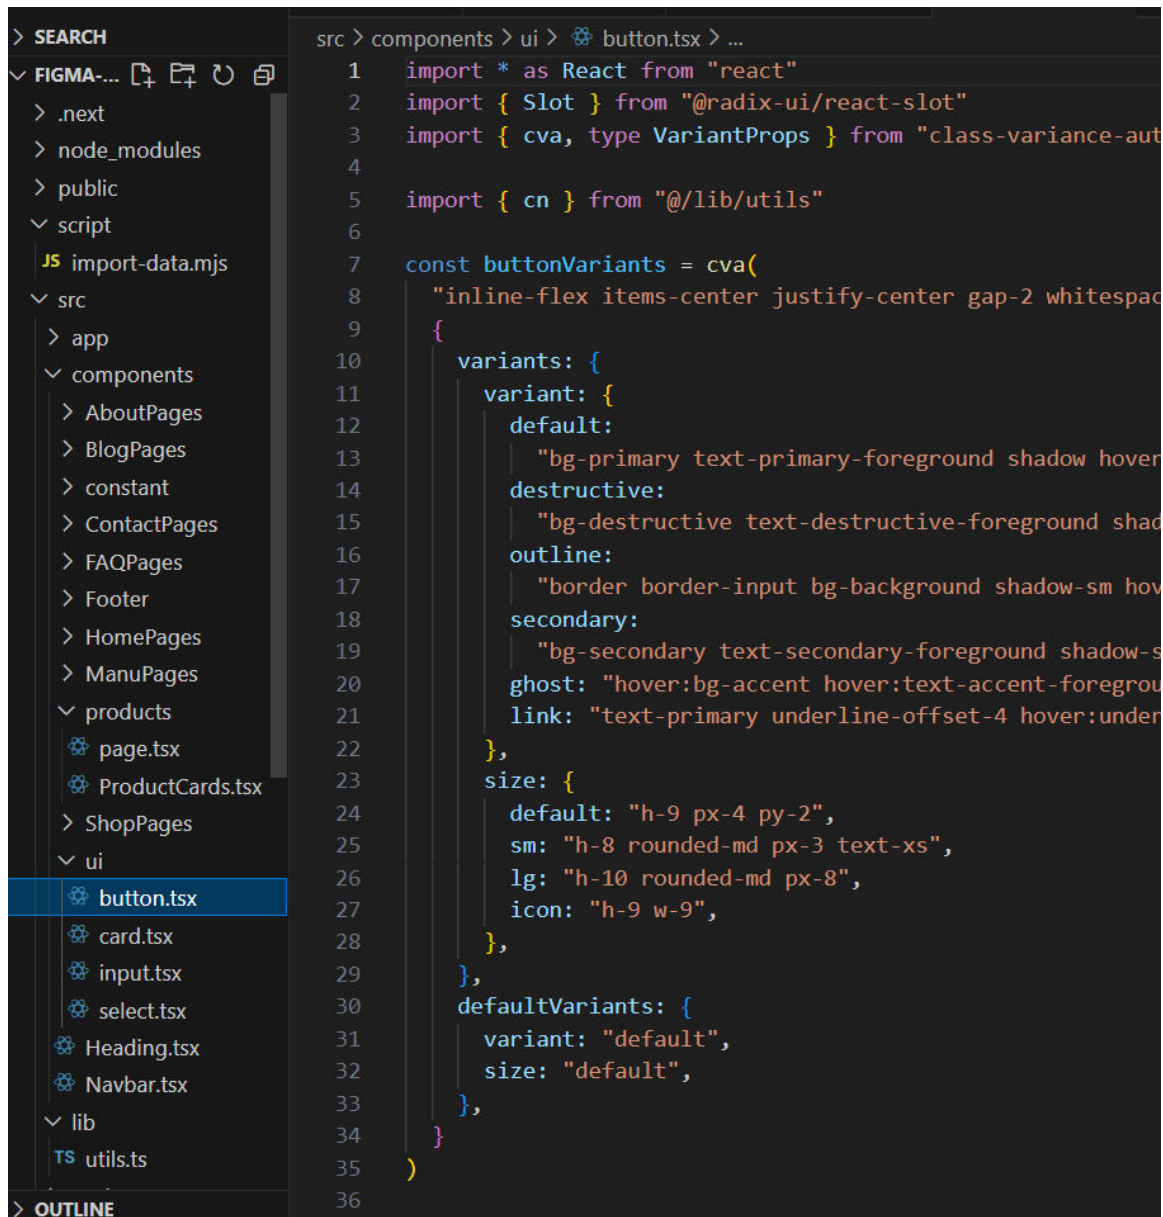 SEARCH
FIGMA-...
.next
node_modules
public
script
JS import-data.mjs
src
app
components
AboutPages
BlogPages
constant
ContactPages
FAQPages
Footer
HomePages
ManuPages
products
page.tsx
ProductCards.tsx
ShopPages
ui
button.tsx
card.tsx
input.tsx
select.tsx
Heading.tsx
Navbar.tsx
lib
TS utils.ts
OUTLINE
src > components > ui > button.tsx > ...
1 import * as React from "react"
2 import { Slot } from "@radix-ui/react-slot"
3 import { cva, type VariantProps } from "class-variance-aut
4
5 import { cn } from "@/lib/utils"
6
7 const buttonVariants = cva(
8 "inline-flex items-center justify-center gap-2 whitespac
9 {
10 variants: {
11 variant: {
12 default:
13 "bg-primary text-primary-foreground shadow hover
14 destructive:
15 "bg-destructive text-destructive-foreground shad
16 outline:
17 "border border-input bg-background shadow-sm hov
18 secondary:
19 "bg-secondary text-secondary-foreground shadow-s
20 ghost: "hover:bg-accent hover:text-accent-foregrou
21 link: "text-primary underline-offset-4 hover:under
22 },
23 size: {
24 default: "h-9 px-4 py-2",
25 sm: "h-8 rounded-md px-3 text-xs",
26 lg: "h-10 rounded-md px-8",
27 icon: "h-9 w-9",
28 },
29 },
30 defaultVariants: {
31 variant: "default",
32 size: "default",
33 },
34 }
35 )
36